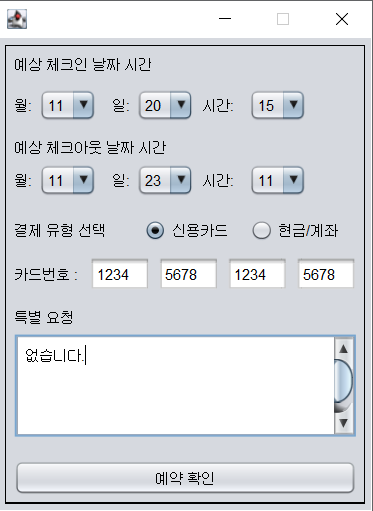 예상 체크인 날짜 시간
월: 11 일: 20 시간: 15
예상 체크아웃 날짜 시간
월: 11 일: 23 시간: 11
결제 유형 선택 신용카드 현금/계좌
카드번호 : 1234 5678 1234 5678
특별 요청
없습니다.
예약 확인